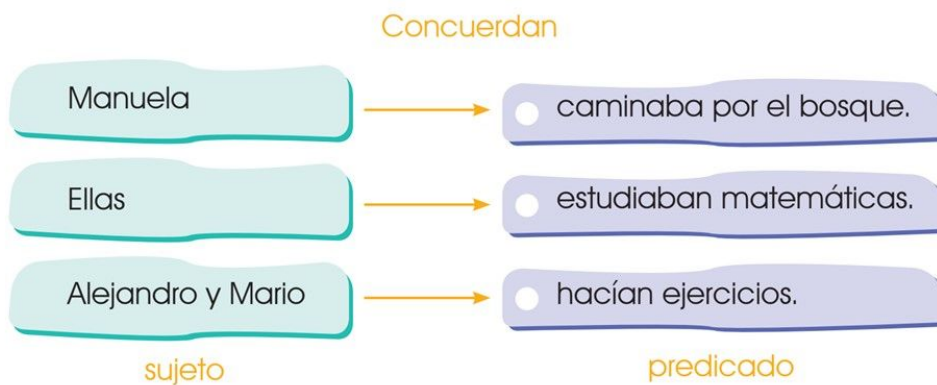 Concuerdan
Manuela
caminaba por el bosque.
Ellas
estudiaban matemáticas.
Alejandro y Mario
hacían ejercicios.
sujeto
predicado